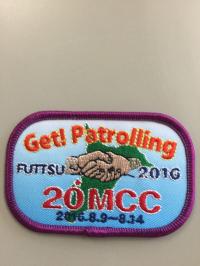 Get! Patrolling
FUTTSU 2016
20MCC
2016.8.9~8.14